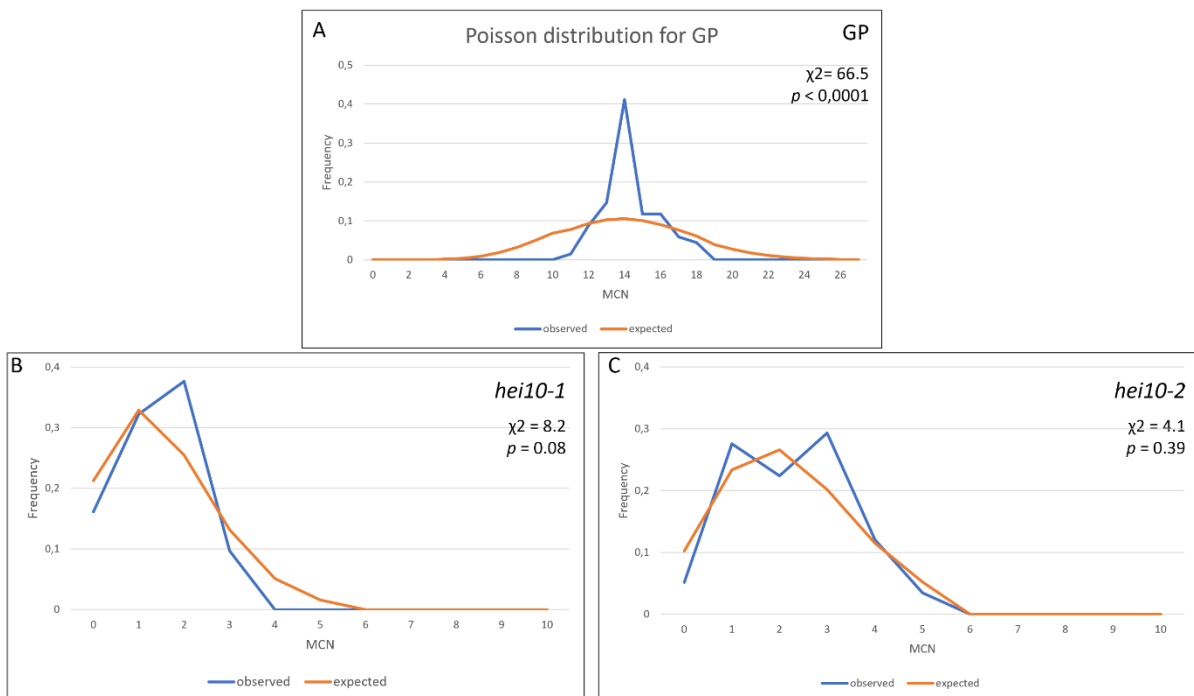 A
Poisson distribution for GP
GP
χ2= 66.5
p < 0,0001
Frequency
0,5
0,4
0,3
0,2
0,1
0
0 2 4 6 8 10 12 14 16 18 20 22 24 26
MCN
observed expected
B
hei10-1
χ2 = 8.2
p = 0.08
Frequency
0,4
0,3
0,2
0,1
0
0 1 2 3 4 5 6 7 8 9 10
MCN
observed expected
C
hei10-2
χ2 = 4.1
p = 0.39
Frequency
0,4
0,3
0,2
0,1
0
0 1 2 3 4 5 6 7 8 9 10
MCN
observed expected